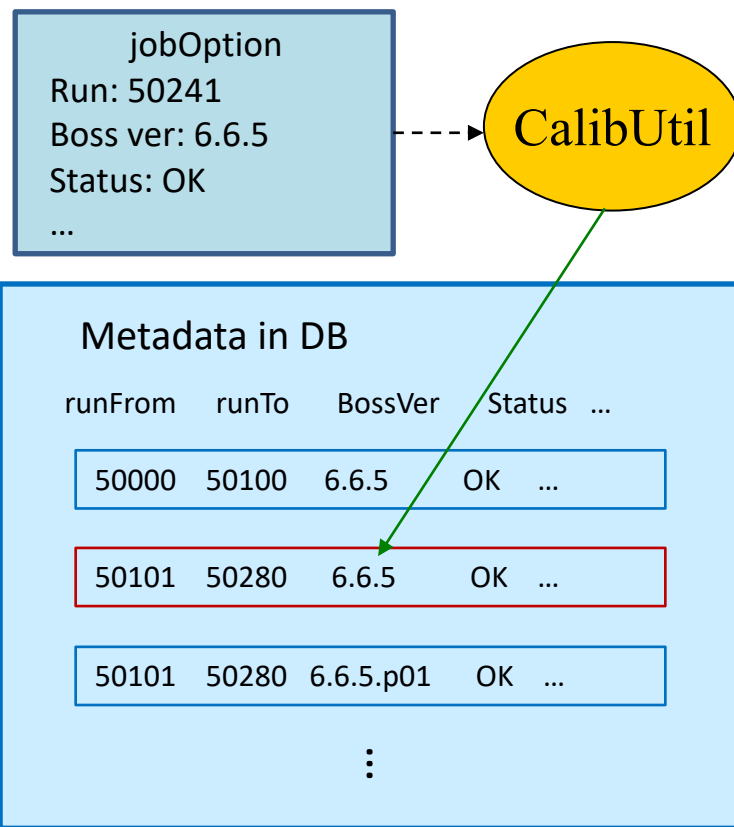 jobOption
Run: 50241
Boss ver: 6.6.5
Status: OK
…
CalibUtil
Metadata in DB
runFrom runTo BossVer Status …
50000 50100 6.6.5 OK …
50101 50280 6.6.5 OK …
50101 50280 6.6.5.p01 OK …
⋮